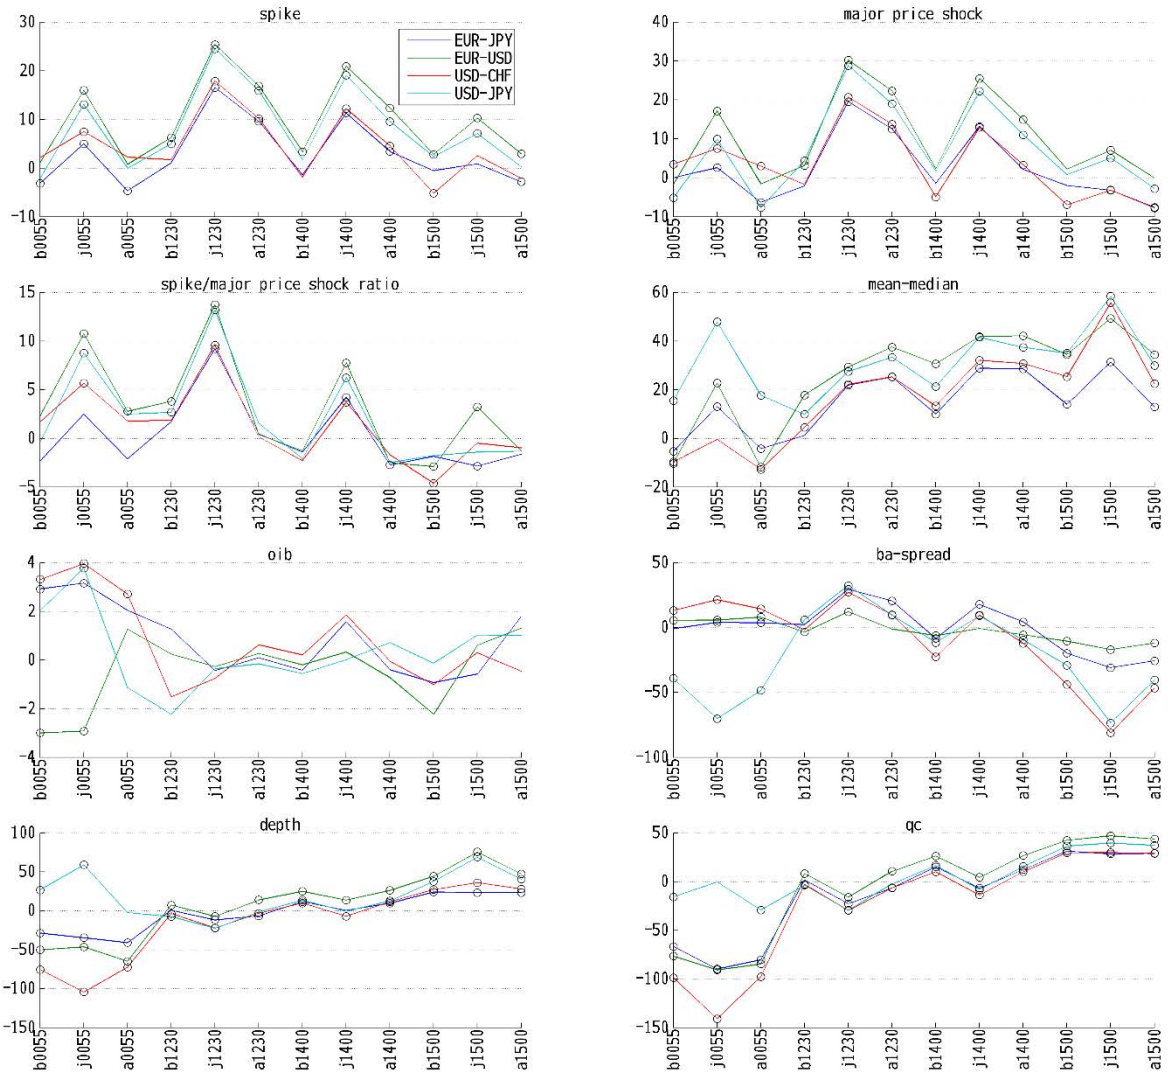 spike
30
20
10
0
-10
EUR-JPY
EUR-USD
USD-CHF
USD-JPY
b0055
j0055
a0055
b1230
j1230
a1230
b1400
j1400
a1400
b1500
j1500
a1500
major price shock
40
30
20
10
0
-10
b0055
j0055
a0055
b1230
j1230
a1230
b1400
j1400
a1400
b1500
j1500
a1500
spike/major price shock ratio
15
10
5
0
-5
b0055
j0055
a0055
b1230
j1230
a1230
b1400
j1400
a1400
b1500
j1500
a1500
mean-median
60
40
20
0
-20
b0055
j0055
a0055
b1230
j1230
a1230
b1400
j1400
a1400
b1500
j1500
a1500
oib
4
2
0
-2
-4
b0055
j0055
a0055
b1230
j1230
a1230
b1400
j1400
a1400
b1500
j1500
a1500
ba-spread
50
0
-50
-100
b0055
j0055
a0055
b1230
j1230
a1230
b1400
j1400
a1400
b1500
j1500
a1500
depth
100
50
0
-50
-100
-150
b0055
j0055
a0055
b1230
j1230
a1230
b1400
j1400
a1400
b1500
j1500
a1500
qc
50
0
-50
-100
-150
b0055
j0055
a0055
b1230
j1230
a1230
b1400
j1400
a1400
b1500
j1500
a1500